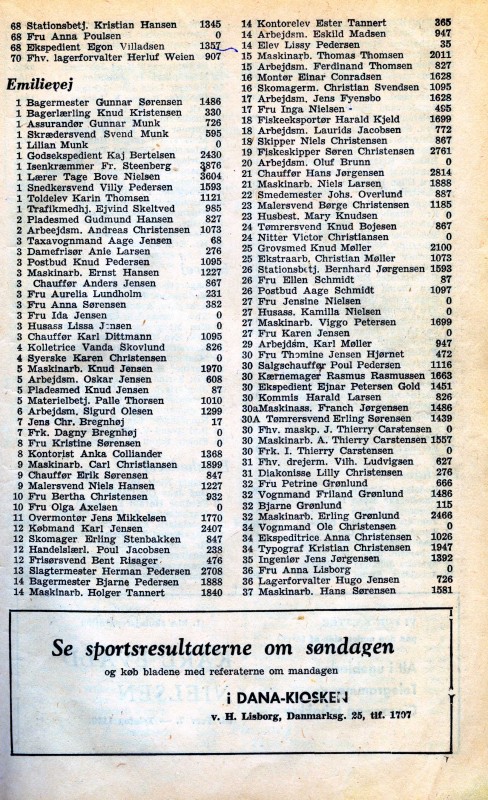 68 Stationsbetj. Kristian Hansen 1345
68 Fru Anna Poulsen 0
68 Ekspedient Egon Villadsen 1357
70 Fhv. lagerforvalter Herluf Weien 907
Emilievej
1 Bagermester Gunnar Sørensen 1486
1 Bagerlærling Knud Kristensen 330
1 Assurandør Gunnar Munk 726
1 Skrædersvend Svend Munk 595
1 Lilian Munk 0
1 Godsekspedient Kaj Bertelsen 2430
1 Isenkræmmer Fr. Steenberg 3876
1 Lærer Tage Bove Nielsen 3604
1 Snedkersvend Villy Pedersen 1593
1 Toldelev Karin Thomsen 1121
1 Trafikmedhj. Ejvind Skeltved 985
2 Pladesmed Gudmund Hansen 827
2 Arbeejdsm. Andreas Christensen 1073
3 Taxavognmand Aage Jensen 68
3 Damefrisør Anie Larsen 276
3 Postbud Knud Pedersen 1095
3 Maskinarb. Ernst Hansen 1227
3 Chauffør Anders Jensen 867
3 Fru Aurelia Lundholm 231
3 Fru Anna Sørensen 382
3 Fru Ida Jensen 0
3 Husass Lissa Jensen 0
3 Chauffør Karl Dittmann 1095
4 Kolletrice Vanda Skovlund 826
4 Syerske Karen Christensen 0
5 Maskinarb. Knud Jensen 1970
5 Arbejdsm. Oskar Jensen 608
5 Pladesmed Knud Jensen 87
5 Materielbetj. Palle Thorsen 1010
6 Arbejdsm. Sigurd Olesen 1299
7 Jens Chr. Bregnhøj 17
7 Frk. Dagny Bregnhøj 0
8 Fru Kristine Sørensen 0
8 Kontorist Anka Colliander 1368
9 Maskinarb. Carl Christiansen 1899
9 Chauffør Erik Sørensen 847
9 Malersvend Niels Hansen 1227
10 Fru Bertha Christensen 932
10 Fru Olga Axelsen 0
11 Overmontør Jens Mikkelsen 1770
12 Købmand Karl Jensen 2407
12 Skomager Erling Stenbakken 847
12 Handelslærl. Poul Jacobsen 238
12 Frisørsvend Bent Risager 476
13 Slagtermester Herman Pedersen 2708
14 Bagermester Bjarne Pedersen 1888
14 Maskinarb. Holger Tannert 1840
14 Kontorelev Ester Tannert 365
14 Arbejdsm. Eskild Madsen 947
14 Elev Lissy Pedersen 35
15 Maskinarb. Thomas Thomsen 2011
15 Arbejdsm. Ferdinand Thomsen 827
16 Montør Einar Conradsen 1628
16 Skomagerm. Christian Svendsen 1095
17 Arbejdsm. Jens Fyensbo 1628
17 Fru Inga Nielsen 495
18 Fiskeeksportør Harald Kjeld 1699
18 Arbejdsm. Laurids Jacobsen 772
18 Skipper Niels Christensen 867
19 Fiskeskipper Søren Christensen 2761
20 Arbejdsm. Oluf Brunn
21 Chauffør Hans Jørgensen 2814
21 Maskinarb. Niels Larsen 1888
22 Smedemester Johs. Overlund 887
23 Malersvend Børge Christensen 1185
23 Husbest. Mary Knudsen 0
24 Tømrersvend Knud Bojesen 867
24 Nitter Victor Christiansen 0
25 Grovsmed Knud Møller 2100
25 Ekstraarb, Christian Møller 1073
26 Stationsbetj. Bernhard Jørgensen 1593
26 Fru Ellen Schmidt 87
26 Postbud Aage Schmidt 1097
27 Fru Jensine Nielsen 0
27 Husass. Kamilla Nielsen 0
27 Maskinarb. Viggo Petersen 1699
27 Fru Karen Jensen 0
29 Arbejdsm. Karl Møller 947
30 Fru Thomine Jensen Hjørnet 472
30 Salgschauffør Poul Pedersen 1116
30 Kærnemager Rasmus Rasmussen 1663
30 Ekspedient Ejnar Petersen Gold 1451
30 Kommis Harald Larsen 826
30aMaskinass. Franch Jørgensen 1486
30A Tømrersvend Erling Sørensen 1439
30 Fhv. maskp. J. Thierry Carstensen 0
30 Maskinarb. A. Thierry Carstensen 1557
30 Frk. I. Thierry Carstensen 0
31 Fhv. drejerm. Vilh. Ludvigsen 627
31 Diakonisse Lilly Christensen 276
32 Fru Petrine Grønlund 666
32 Vognmand Friland Grønlund 1486
32 Bjarne Grønlund 115
32 Maskinarb. Erling Grønlund 2466
34 Vognmand Ole Christensen 0
34 Ekspeditrice Anna Christensen 1026
34 Typograf Kristian Christensen 1947
35 Ingeniør Jens Jørgensen 1392
36 Fru Anna Lisborg 0
36 Lagerforvalter Hugo Jensen 726
37 Maskinarb. Hans Sørensen 1581
Se sportsresultaterne om søndagen
og køb bladene med referaterne om mandagen
i DANA-KIOSKEN
v. H. Lisborg, Danmarksg. 25, tlf. 1707